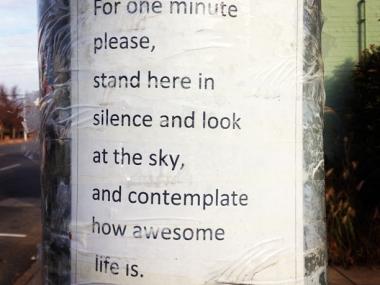 For one minute
please,
stand here in
silence and look
at the sky,
and contemplate
how awesome
life is.